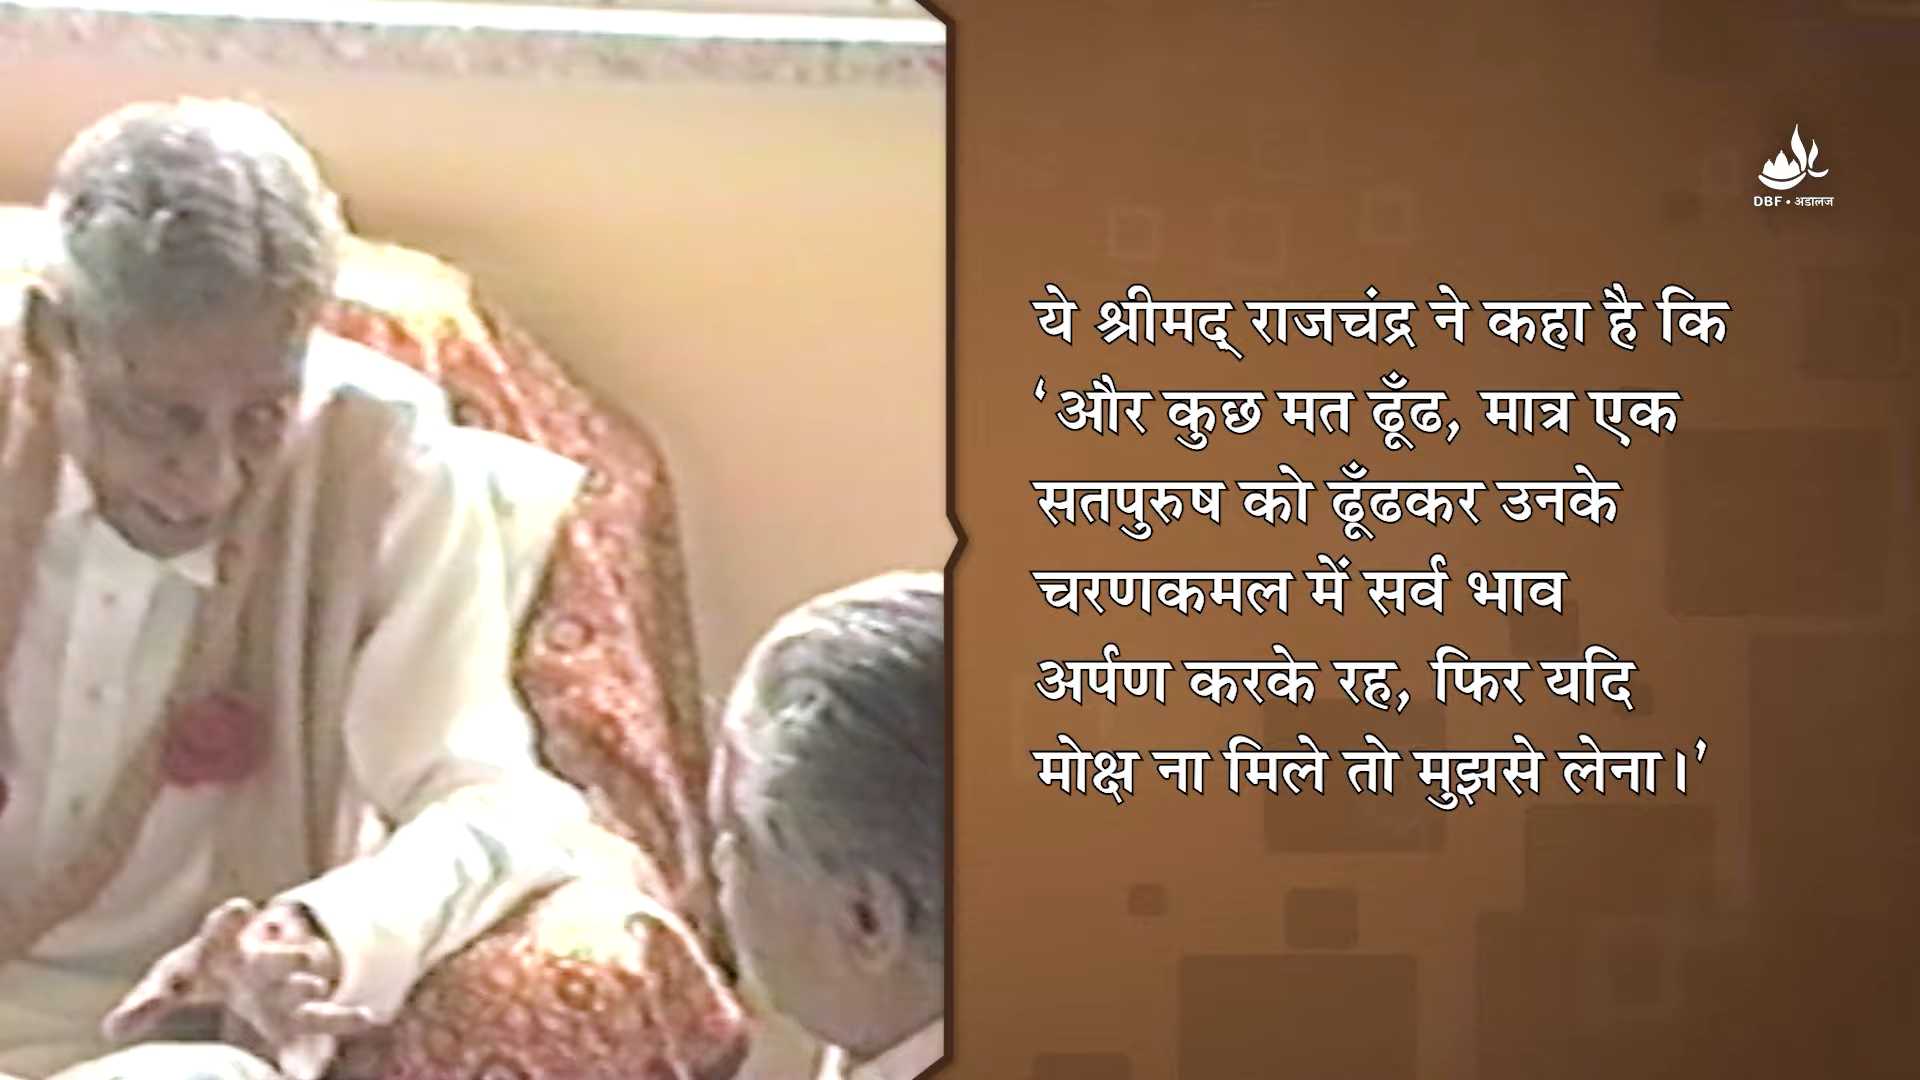 DBF • अडालज
ये श्रीमद् राजचंद्र ने कहा है कि
‘और कुछ मत ढूँढ, मात्र एक
सतपुरुष को ढूँढकर उनके
चरणकमल में सर्व भाव
अर्पण करके रह, फिर यदि
मोक्ष ना मिले तो मुझसे लेना।’